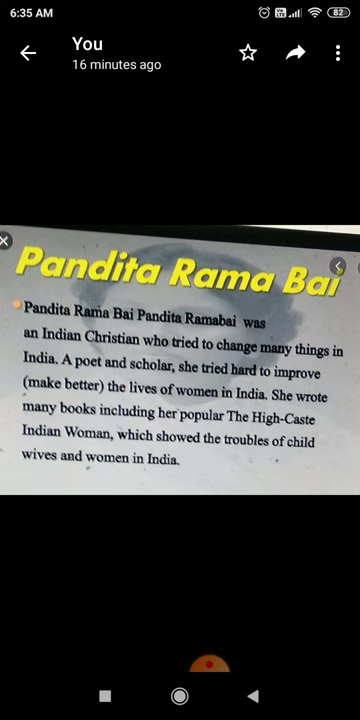 6:35 AM
82
You
16 minutes ago
Pandita Rama Bai
Pandita Rama Bai Pandita Ramabai was
an Indian Christian who tried to change many things in
India. A poet and scholar, she tried hard to improve
(make better) the lives of women in India. She wrote
many books including her popular The High-Caste
Indian Woman, which showed the troubles of child
wives and women in India.